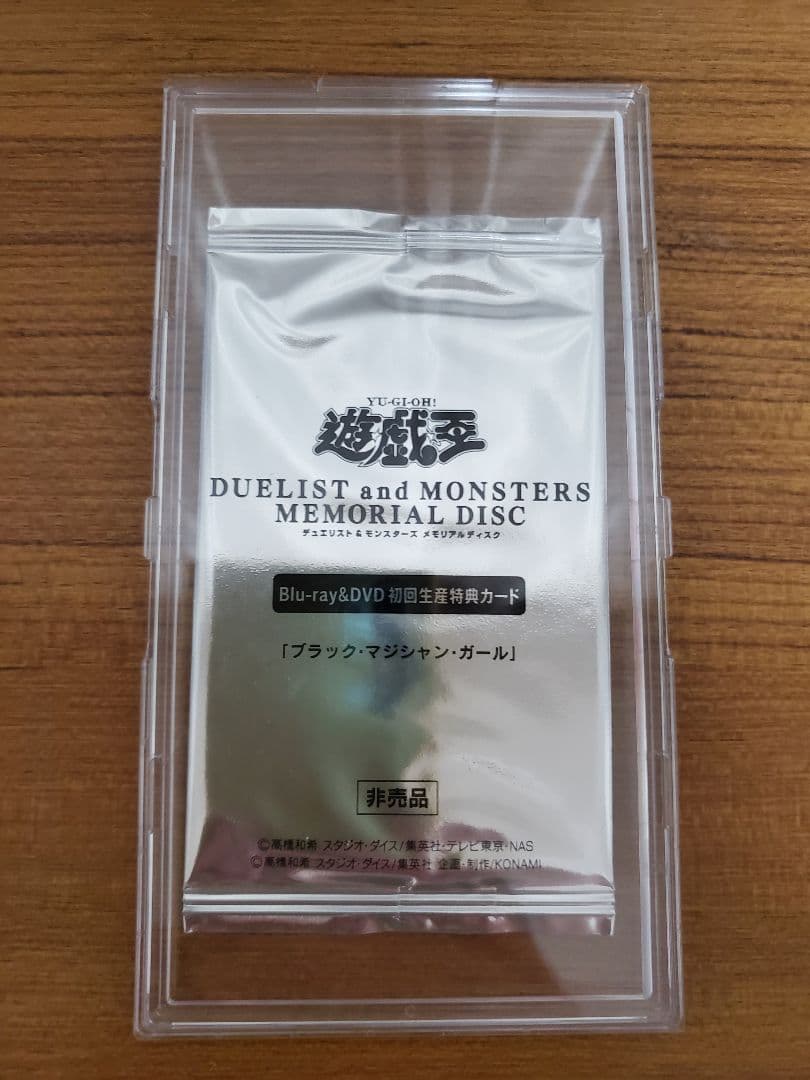 YU-GI-OH!
遊戯王
DUELIST and MONSTERS
MEMORIAL DISC
デュエリスト & モンスターズ メモリアルディスク
Blu-ray&DVD 初回生産特典カード
「ブラック・マジシャン・ガール」
非売品
©高橋和希 スタジオ・ダイス/集英社・テレビ東京・NAS
©高橋和希 スタジオ・ダイス/集英社 企画・制作/KONAMI